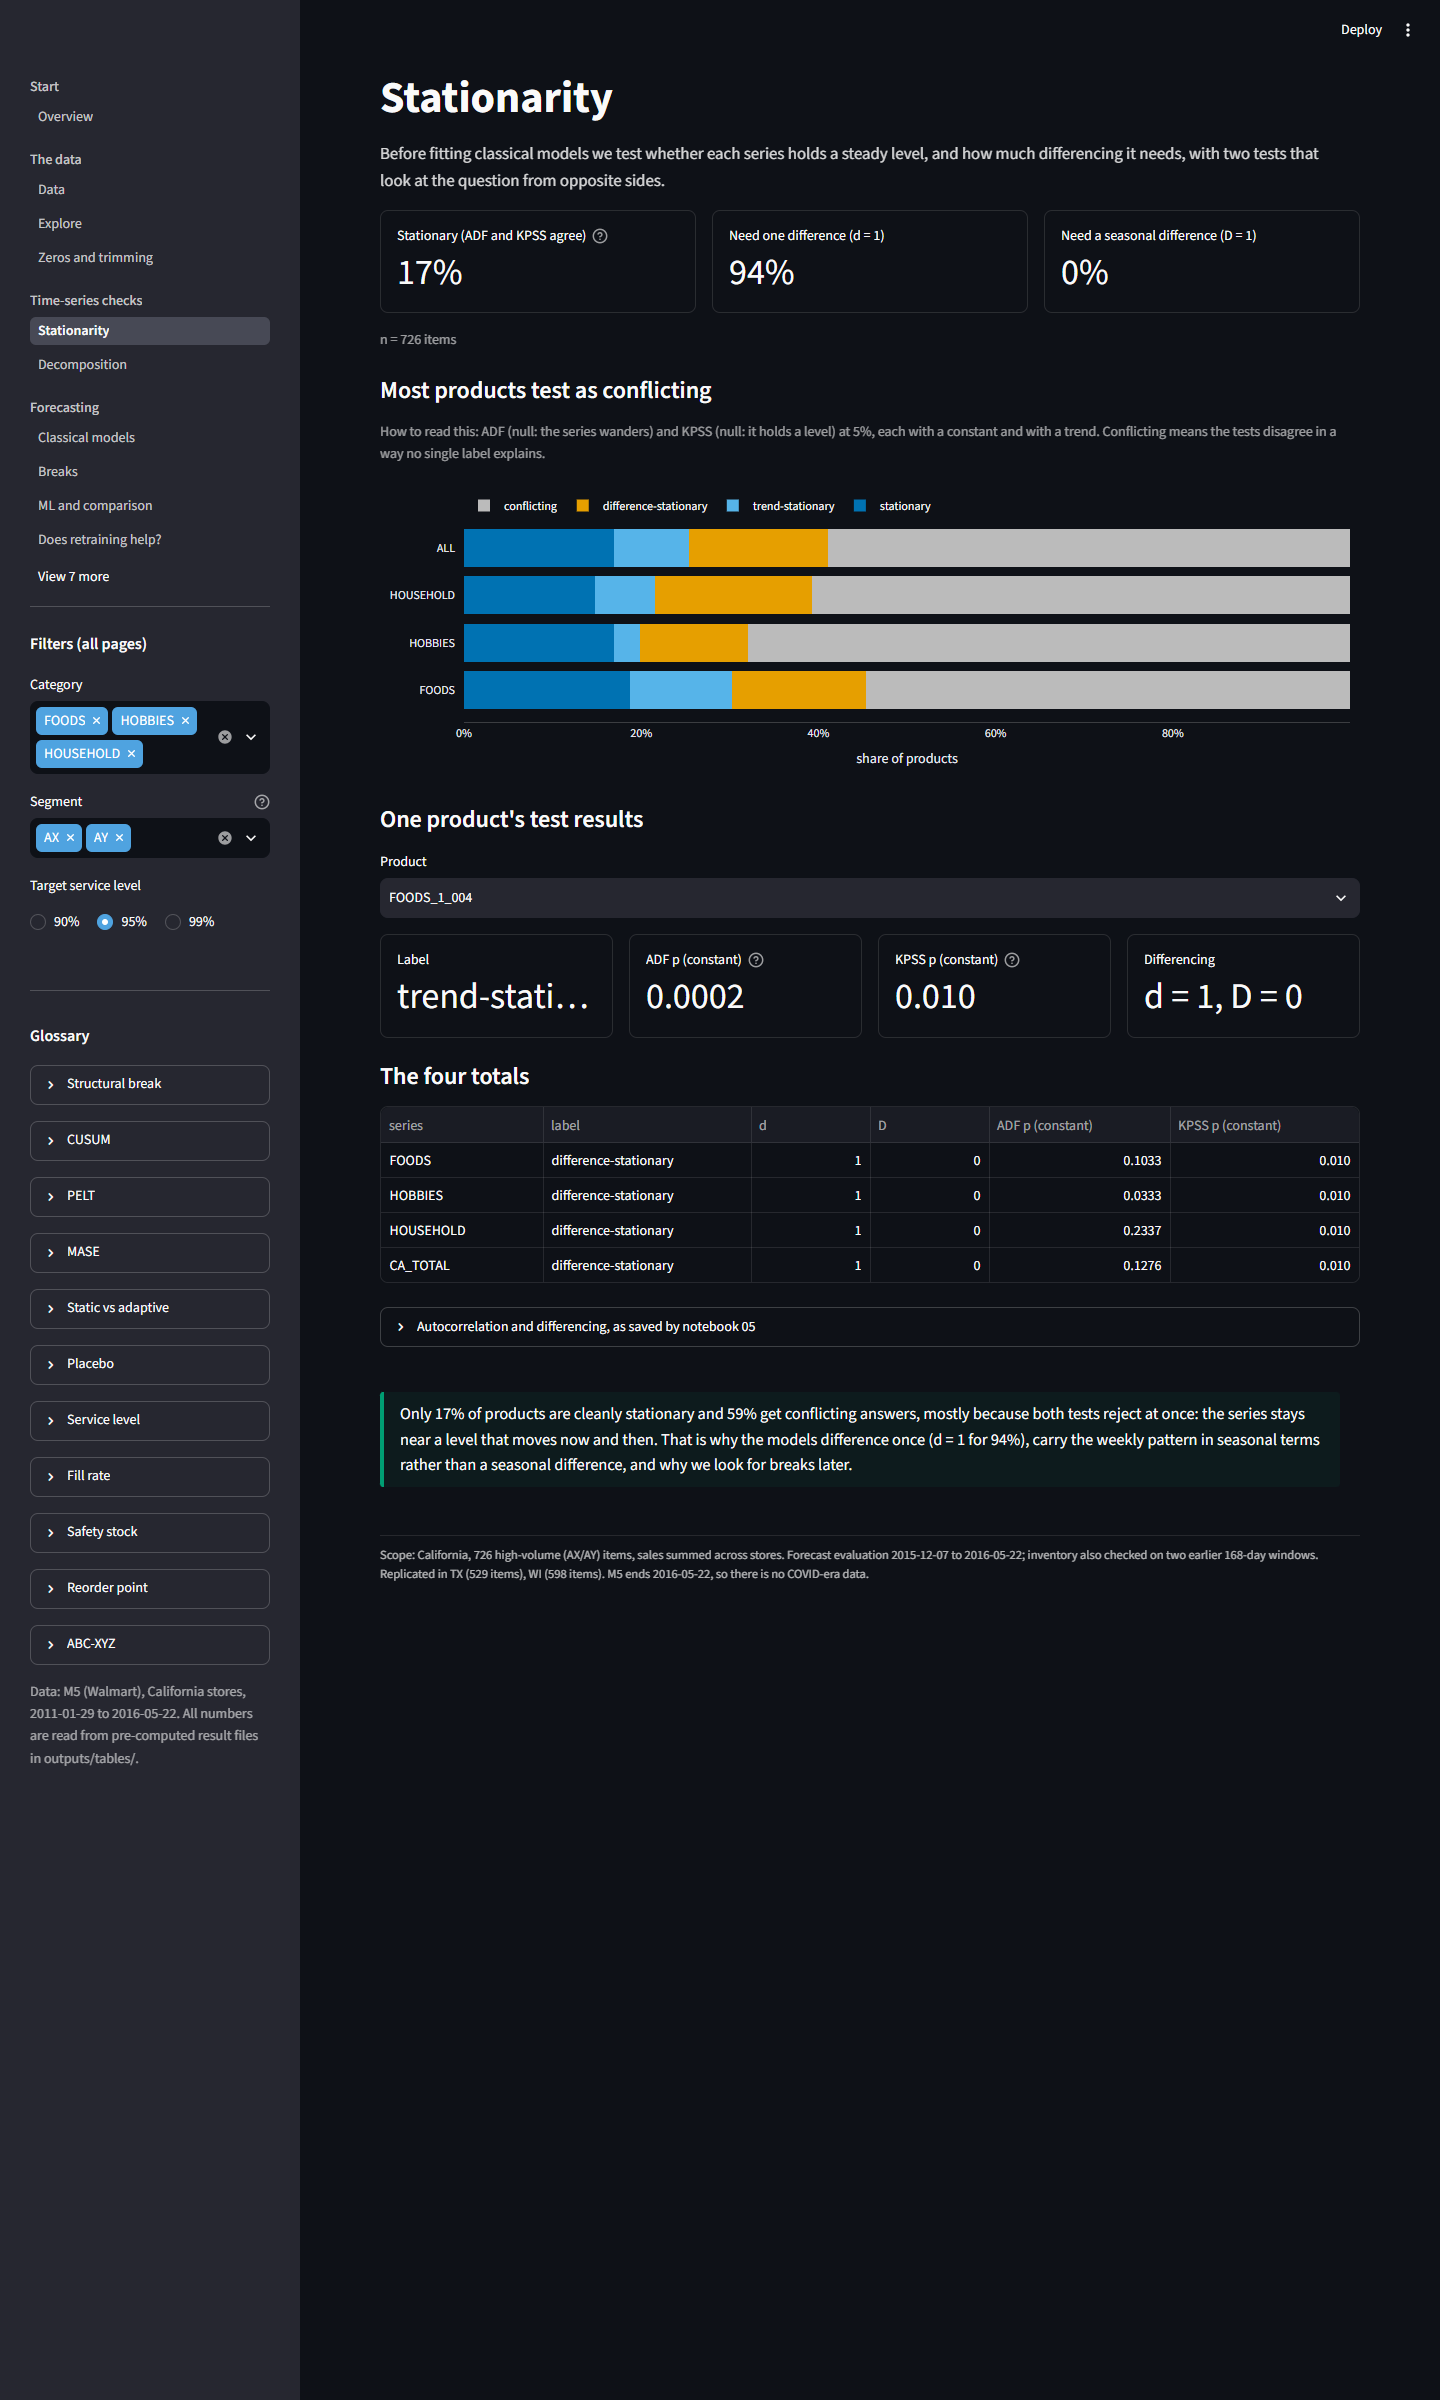 Deploy
Start
Overview
The data
Data
Explore
Zeros and trimming
Time-series checks
Stationarity
Decomposition
Forecasting
Classical models
Breaks
ML and comparison
Does retraining help?
View 7 more
Filters (all pages)
Category
FOODS
HOBBIES
HOUSEHOLD
Segment
AX
AY
Target service level
90%
95%
99%
Glossary
Structural break
CUSUM
PELT
MASE
Static vs adaptive
Placebo
Service level
Fill rate
Safety stock
Reorder point
ABC-XYZ
Data: M5 (Walmart), California stores,
2011-01-29 to 2016-05-22. All numbers
are read from pre-computed result files
in outputs/tables/.
Stationarity
Before fitting classical models we test whether each series holds a steady level, and how much differencing it needs, with two tests that
look at the question from opposite sides.
Stationary (ADF and KPSS agree)
17%
Need one difference (d = 1)
94%
Need a seasonal difference (D = 1)
0%
n = 726 items
Most products test as conflicting
How to read this: ADF (null: the series wanders) and KPSS (null: it holds a level) at 5%, each with a constant and with a trend. Conflicting means the tests disagree in a
way no single label explains.
conflicting difference-stationary trend-stationary stationary
ALL
HOUSEHOLD
HOBBIES
FOODS
0% 20% 40% 60% 80%
share of products
One product's test results
Product
FOODS_1_004
Label
trend-stati...
ADF p (constant)
0.0002
KPSS p (constant)
0.010
Differencing
d = 1, D = 0
The four totals
series label d D ADF p (constant) KPSS p (constant)
FOODS difference-stationary 1 0 0.1033 0.010
HOBBIES difference-stationary 1 0 0.0333 0.010
HOUSEHOLD difference-stationary 1 0 0.2337 0.010
CA_TOTAL difference-stationary 1 0 0.1276 0.010
Autocorrelation and differencing, as saved by notebook 05
Only 17% of products are cleanly stationary and 59% get conflicting answers, mostly because both tests reject at once: the series stays
near a level that moves now and then. That is why the models difference once (d = 1 for 94%), carry the weekly pattern in seasonal terms
rather than a seasonal difference, and why we look for breaks later.
Scope: California, 726 high-volume (AX/AY) items, sales summed across stores. Forecast evaluation 2015-12-07 to 2016-05-22; inventory also checked on two earlier 168-day windows.
Replicated in TX (529 items), WI (598 items). M5 ends 2016-05-22, so there is no COVID-era data.